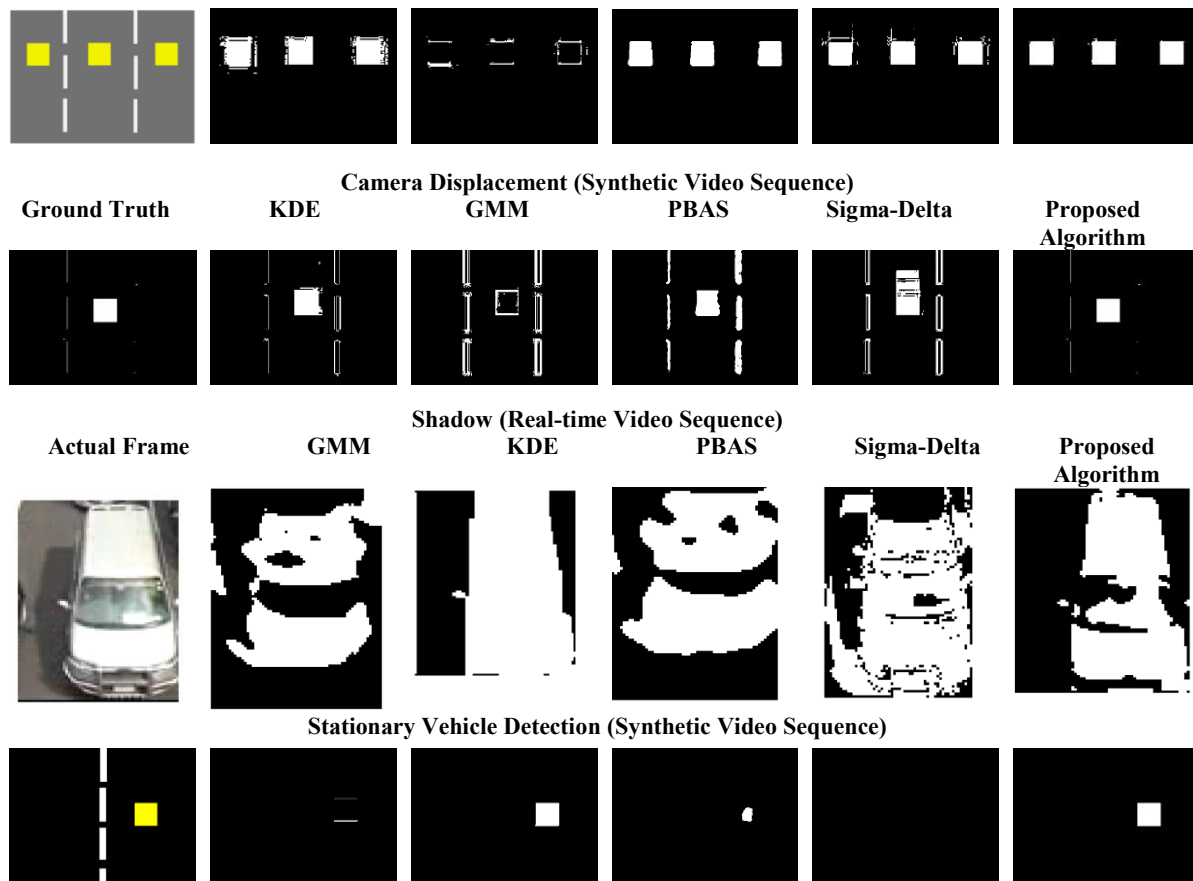 Camera Displacement (Synthetic Video Sequence)
Ground Truth KDE GMM PBAS Sigma-Delta Proposed
Algorithm
Shadow (Real-time Video Sequence)
Actual Frame GMM KDE PBAS Sigma-Delta Proposed
Algorithm
Stationary Vehicle Detection (Synthetic Video Sequence)